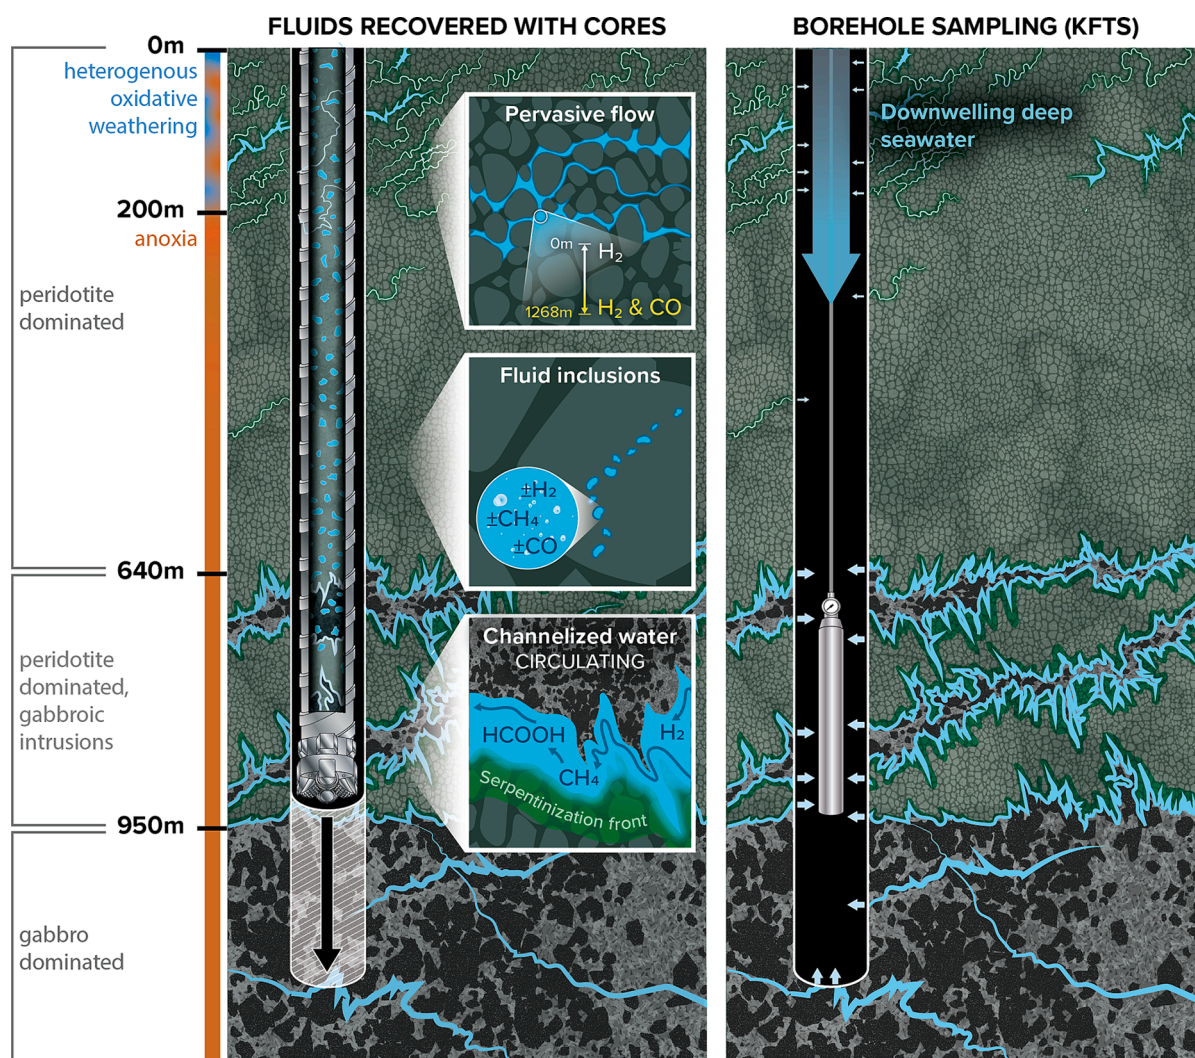 FLUIDS RECOVERED WITH CORES
BOREHOLE SAMPLING (KFTS)
0m
heterogenous
oxidative
weathering
200m
anoxia
peridotite
dominated
640m
peridotite
dominated,
gabbroic
intrusions
950m
gabbro
dominated
Pervasive flow
0m
H₂
1268m
H₂ & CO
Fluid inclusions
±H₂
±CH₄
±CO
Channelized water
CIRCULATING
HCOOH
H₂
CH₄
Serpentinization front
Downwelling deep
seawater